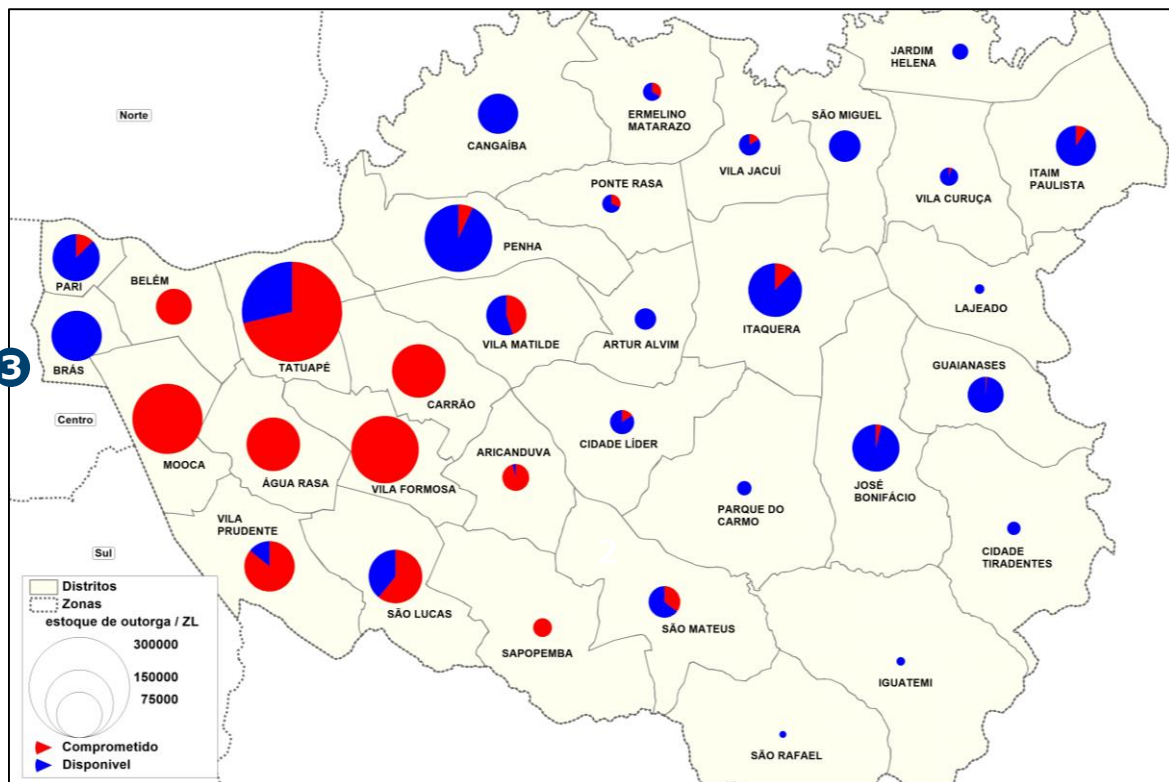 JARDIM
HELENA
Norte
ERMELINO
MATARAZO
SÃO MIGUEL
CANGAÍBA
VILA JACUÍ
ITAIM
PAULISTA
PONTE RASA
VILA CURUÇA
PENHA
BELÉM
PARI
LAJEADO
ITAQUERA
VILA MATILDE
ARTUR ALVIM
3
BRÁS
TATUAPÉ
GUAIANASES
CARRÃO
Centro
CIDADE LÍDER
ARICANDUVA
MOOCA
ÁGUA RASA
VILA FORMOSA
JOSÉ
BONIFÁCIO
PARQUE DO
CARMO
VILA
PRUDENTE
2
Sul
CIDADE
TIRADENTES
Distritos
Zonas
estoque de outorga / ZL
300000
150000
75000
Comprometido
Disponivel
SÃO LUCAS
SÃO MATEUS
SAPOPEMBA
IGUATEMI
SÃO RAFAEL